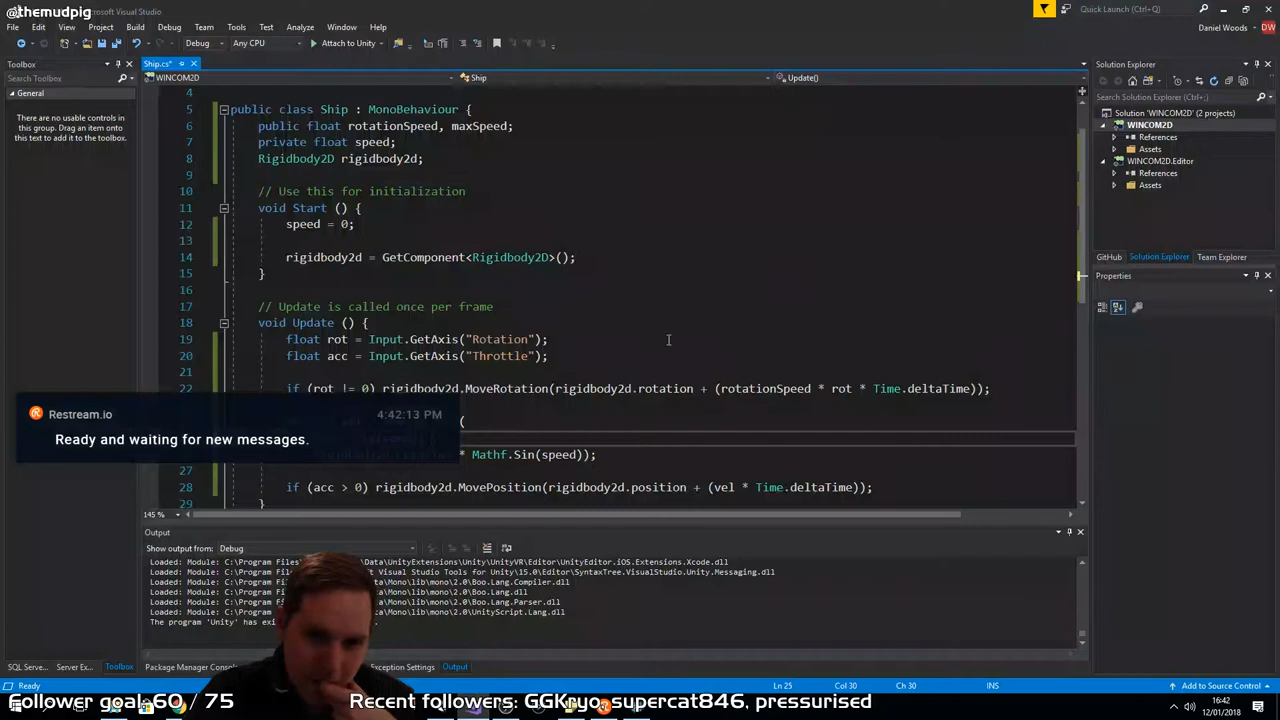 @themudpig
Microsoft Visual Studio
Quick Launch (Ctrl+Q)
File Edit View Project Build Debug Team Tools Test Analyze Window Help
Daniel Woods DW
Debug Any CPU Attach to Unity
Toolbox
Search Toolbox
General
There are no usable controls in this group. Drag an item onto this text to add it to the toolbox.
Ship.cs*
WINCOM2D Ship Update()
4
5 public class Ship : MonoBehaviour {
6 public float rotationSpeed, maxSpeed;
7 private float speed;
8 Rigidbody2D rigidbody2d;
9
10 // Use this for initialization
11 void Start () {
12 speed = 0;
13
14 rigidbody2d = GetComponent<Rigidbody2D>();
15 }
16
17 // Update is called once per frame
18 void Update () {
19 float rot = Input.GetAxis("Rotation");
20 float acc = Input.GetAxis("Throttle");
21
22 if (rot != 0) rigidbody2d.MoveRotation(rigidbody2d.rotation + (rotationSpeed * rot * Time.deltaTime));
(
* Mathf.Sin(speed));
27
28 if (acc > 0) rigidbody2d.MovePosition(rigidbody2d.position + (vel * Time.deltaTime));
29 }
Restream.io 4:42:13 PM
Ready and waiting for new messages.
145 %
Output
Show output from: Debug
Loaded: Module: C:\Program Files Data\UnityExtensions\Unity\UnityVR\Editor\UnityEditor.iOS.Extensions.Xcode.dll
Loaded: Module: C:\Program Fi ft Visual Studio Tools for Unity\15.0\Editor\SyntaxTree.VisualStudio.Unity.Messaging.dll
Loaded: Module: C:\Program a\Mono\lib\mono\2.0\Boo.Lang.Compiler.dll
Loaded: Module: C:\Program a\Mono\lib\mono\2.0\Boo.Lang.dll
Loaded: Module: C:\Program a\Mono\lib\mono\2.0\Boo.Lang.Parser.dll
Loaded: Module: C:\Program a\Mono\lib\mono\2.0\UnityScript.Lang.dll
The program 'Unity' has exi
Solution Explorer
Search Solution Explorer (Ctrl+;)
Solution 'WINCOM2D' (2 projects)
WINCOM2D
References
Assets
WINCOM2D.Editor
References
Assets
GitHub Solution Explorer Team Explorer
Properties
SQL Serve... Server Ex... Toolbox Package Manager Conso Exception Settings Output
Ready Ln 25 Col 30 Ch 30 INS Add to Source Control
Follower goal: 60 / 75 Recent followers: GGKryo, supercat846, pressurised
16:42
12/01/2018